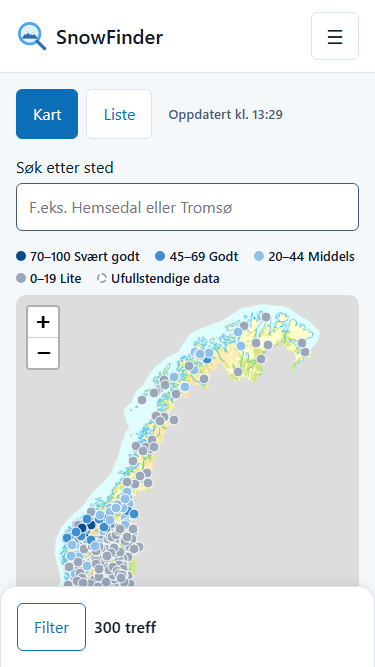 SnowFinder
☰
Kart
Liste
Oppdatert kl. 13:29
Søk etter sted
F.eks. Hemsedal eller Tromsø
70–100 Svært godt
45–69 Godt
20–44 Middels
0–19 Lite
Ufullstendige data
+
−
Filter
300 treff